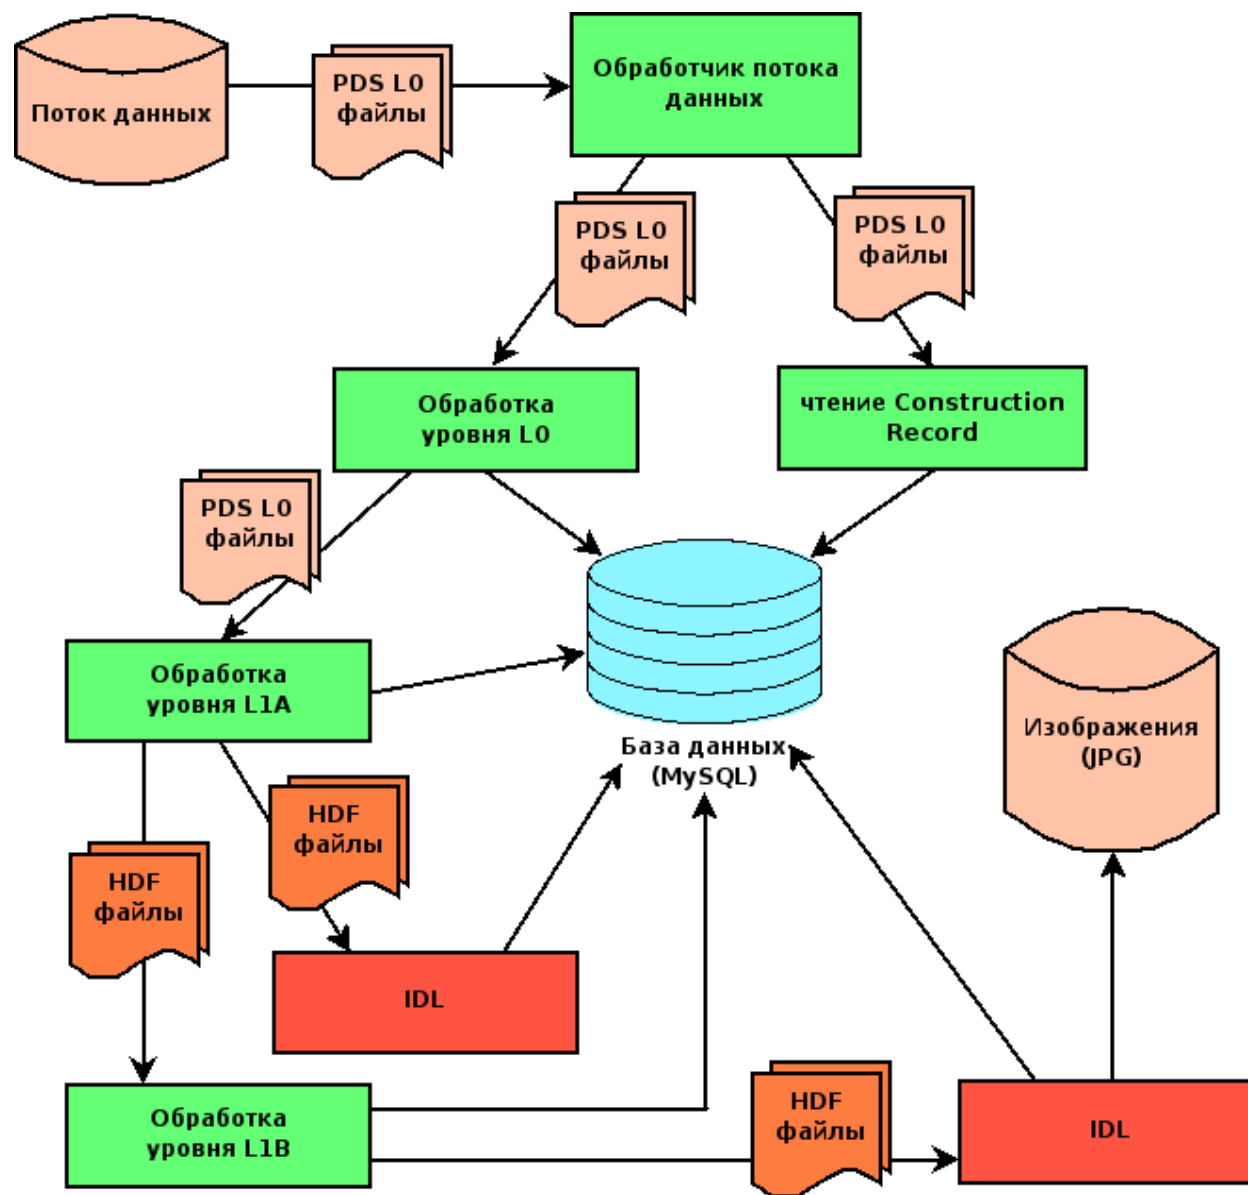 Поток данных
PDS L0
файлы
Обработчик потока
данных
PDS L0
файлы
PDS L0
файлы
Обработка
уровня L0
чтение Construction
Record
PDS L0
файлы
Обработка
уровня L1A
База данных
(MySQL)
Изображения
(JPG)
HDF
файлы
HDF
файлы
IDL
Обработка
уровня L1B
HDF
файлы
IDL